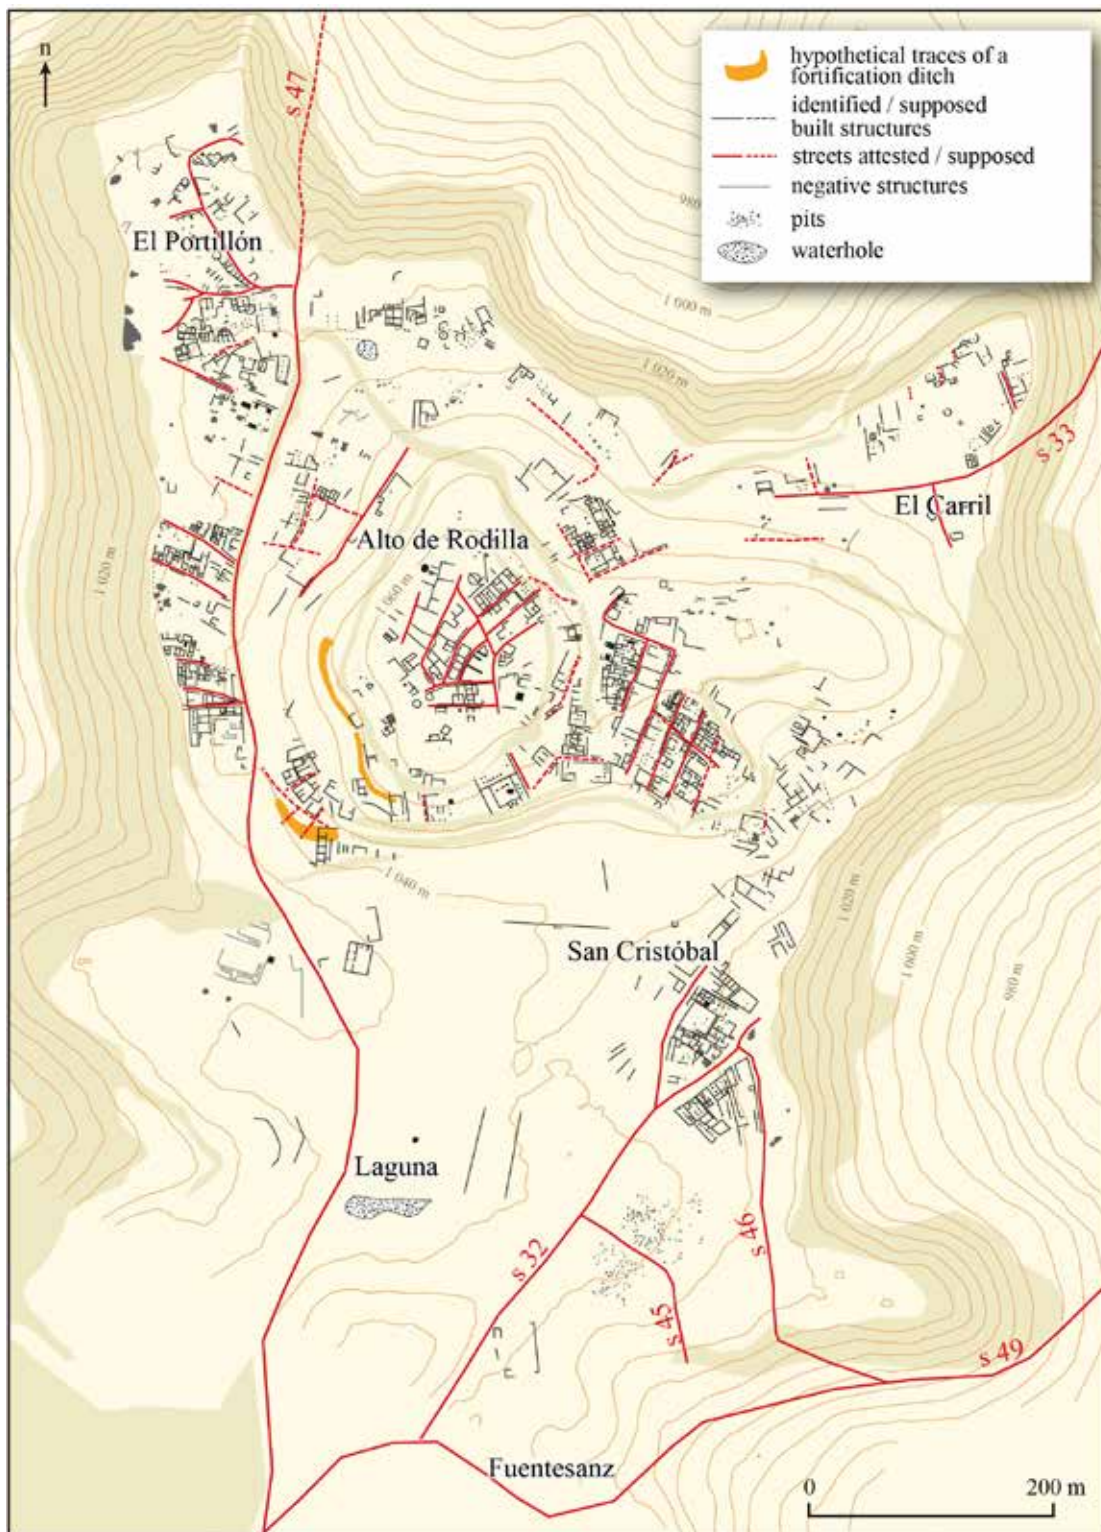 n
s 47
hypothetical traces of a
fortification ditch
identified / supposed
built structures
streets attested / supposed
negative structures
pits
waterhole
980
El Portillón
1 000 m
1 020 m
s 33
El Carril
Alto de Rodilla
1 020 m
1 060 m
1 040 m
1 020 m
1 000 m
980 m
San Cristóbal
Laguna
s 32
s 46
s 45
s 49
Fuentesanz
0 200 m